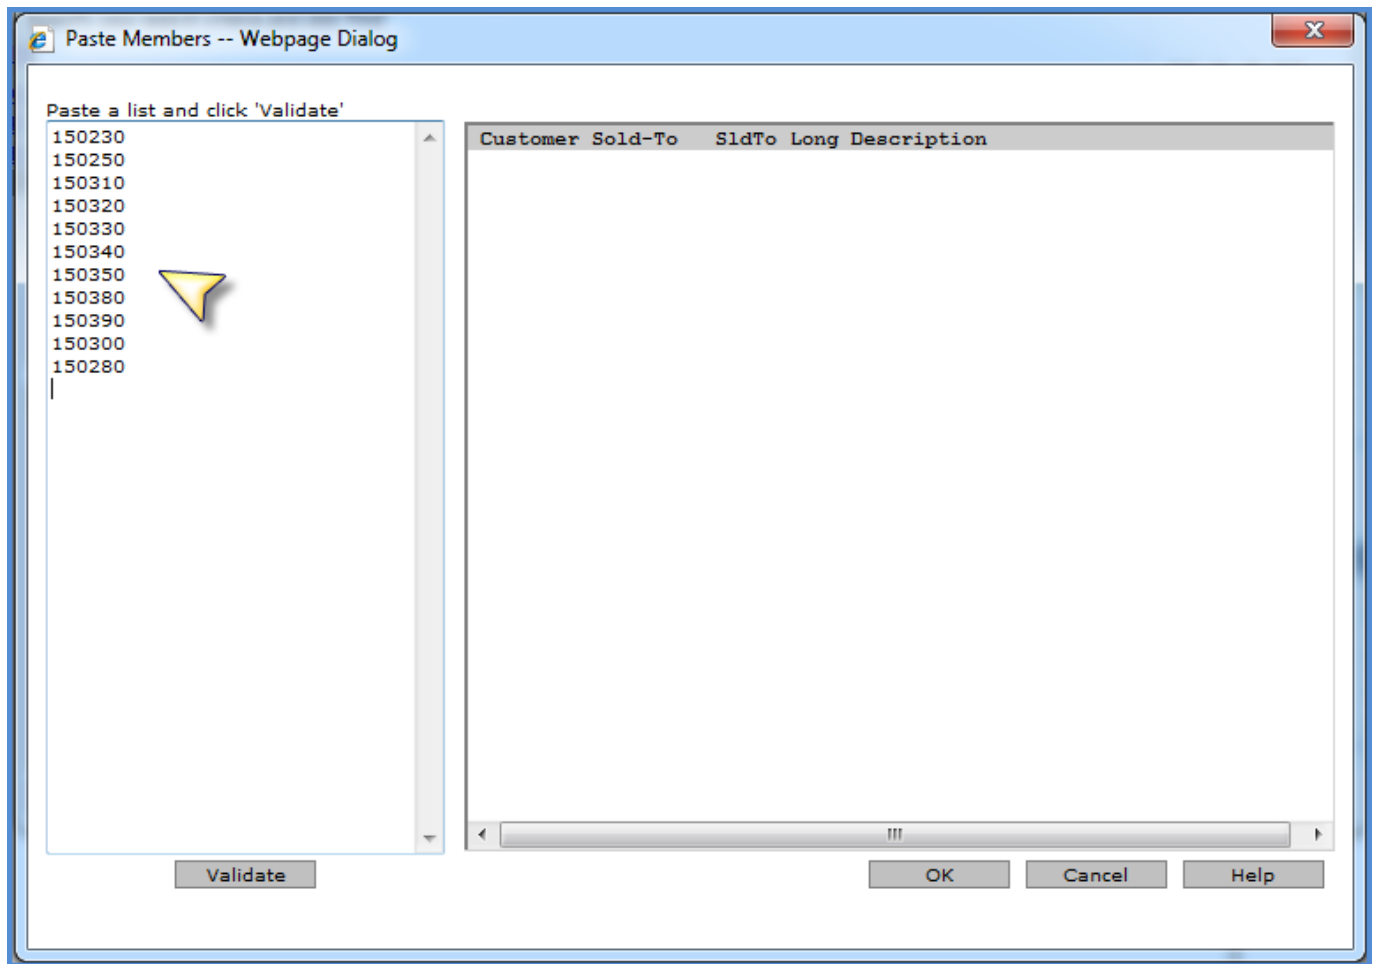 Paste Members -- Webpage Dialog
Paste a list and click 'Validate'
150230
150250
150310
150320
150330
150340
150350
150380
150390
150300
150280
Customer Sold-To SldTo Long Description
Validate
OK
Cancel
Help